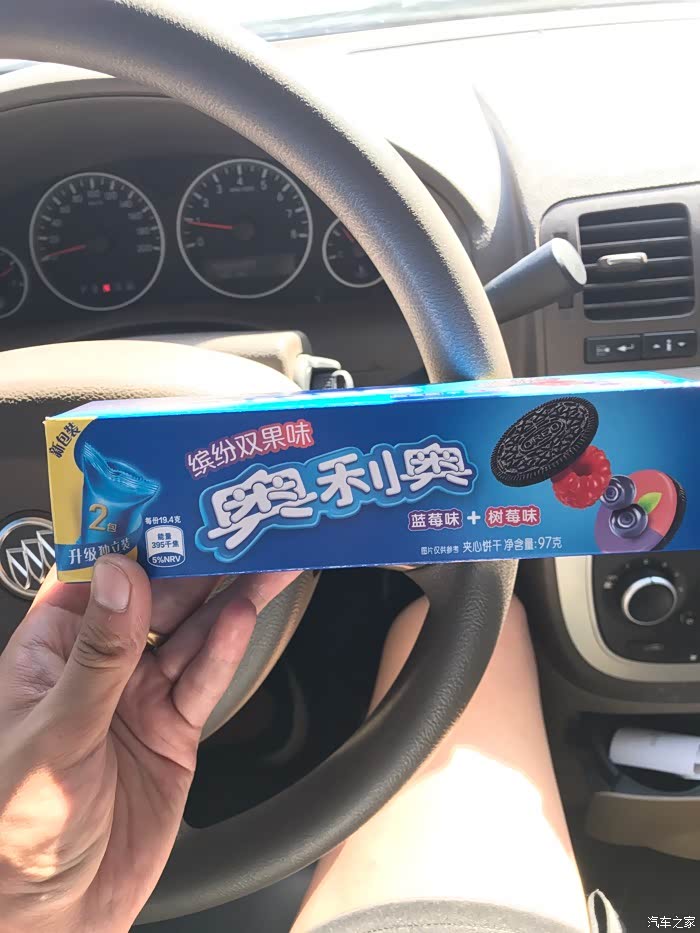 新包装
缤纷双果味
奥利奥
OREO
蓝莓味+树莓味
2包
升级独立装
每份19.4克
能量
395千焦
5%NRV
图片仅供参考 夹心饼干 净含量:97克
汽车之家